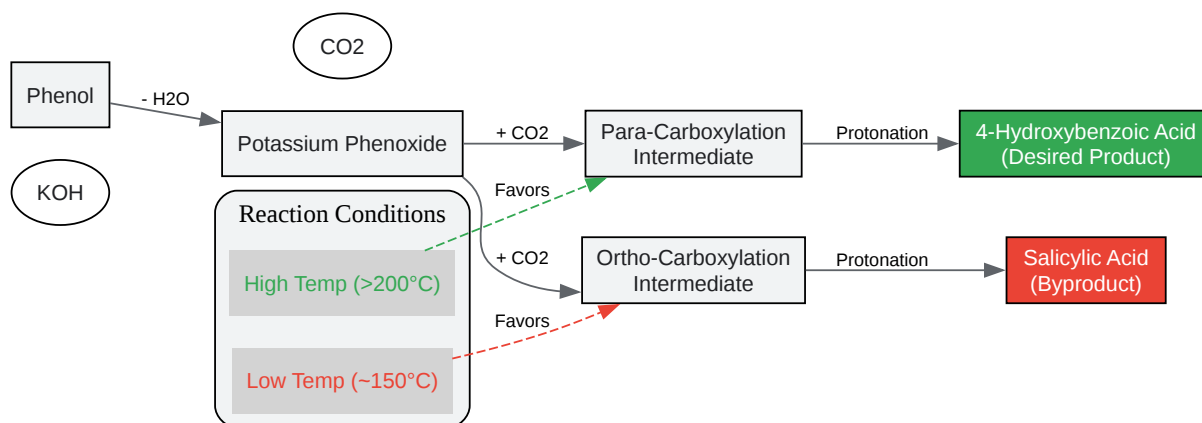 CO2
Phenol
- H2O
KOH
Potassium Phenoxide
+ CO2
Para-Carboxylation
Intermediate
Protonation
4-Hydroxybenzoic Acid
(Desired Product)
Reaction Conditions
Favors
High Temp (>200°C)
+ CO2
Ortho-Carboxylation
Intermediate
Protonation
Salicylic Acid
(Byproduct)
Favors
Low Temp (~150°C)